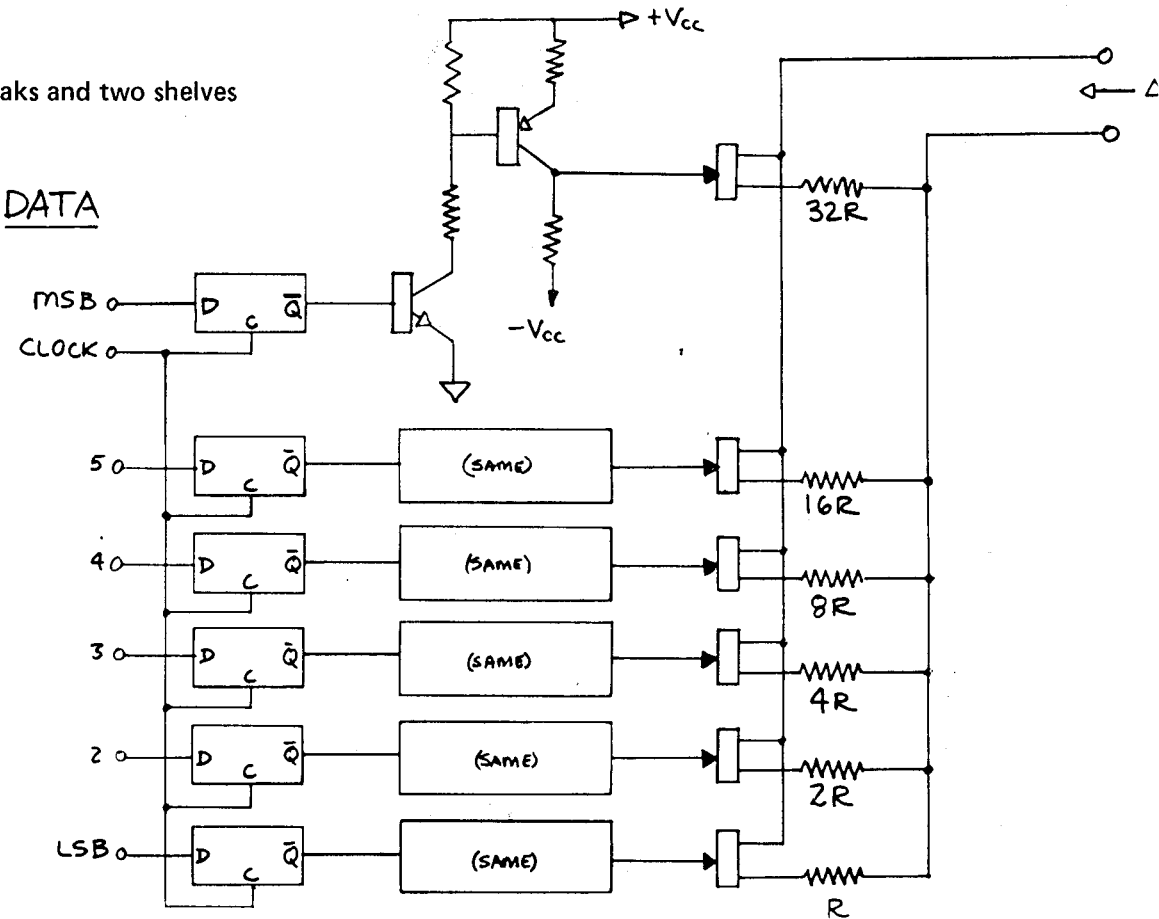 +Vcc
aks and two shelves
DATA
32R
MSB
D
Q̅
C
CLOCK
-Vcc
5
D
Q̅
C
(SAME)
16R
4
D
Q̅
C
(SAME)
8R
3
D
Q̅
C
(SAME)
4R
2
D
Q̅
C
(SAME)
2R
LSB
D
Q̅
C
(SAME)
R